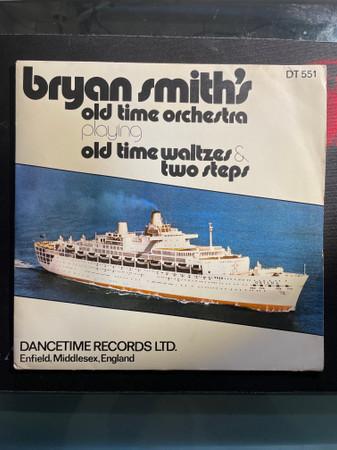 bryan smith's
DT 551
old time orchestra
playing
old time waltzes &
two steps
DANCETIME RECORDS LTD.
Enfield, Middlesex, England